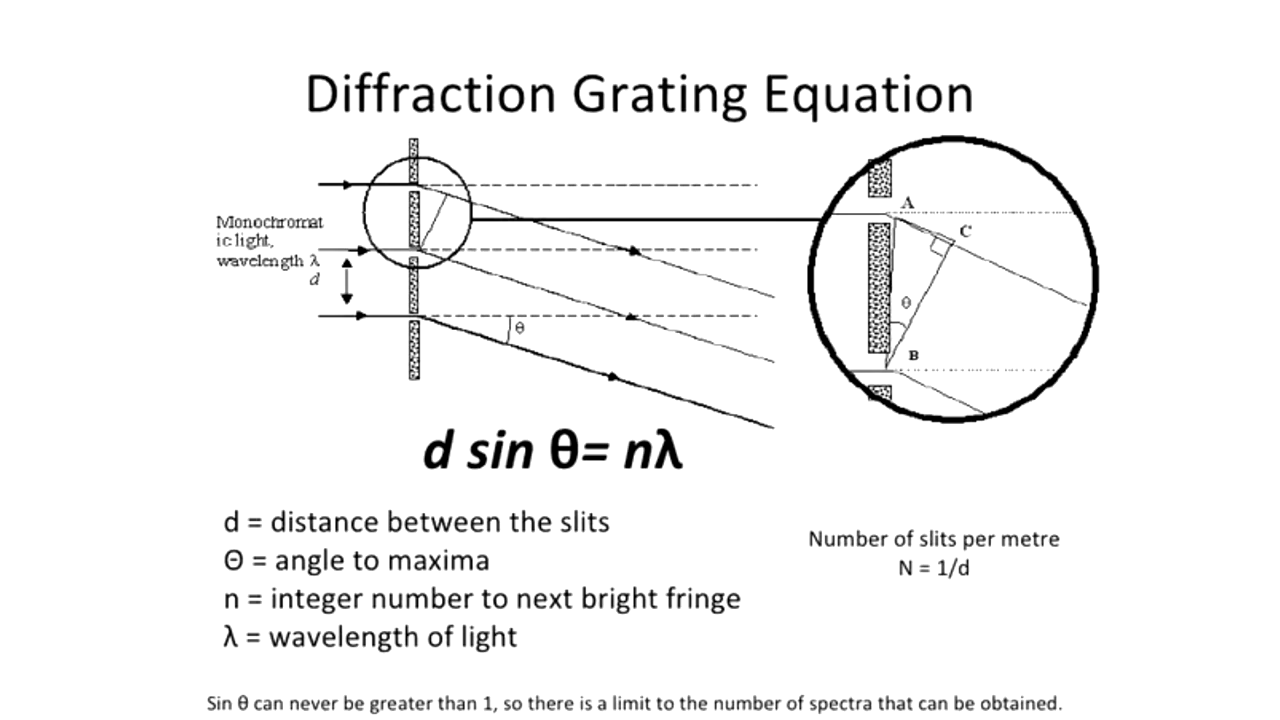 Diffraction Grating Equation
Monochromat
ic light,
wavelength λ
d
θ
A
C
θ
B
d sin θ= nλ
d = distance between the slits
Θ = angle to maxima
n = integer number to next bright fringe
λ = wavelength of light
Number of slits per metre
N = 1/d
Sin θ can never be greater than 1, so there is a limit to the number of spectra that can be obtained.